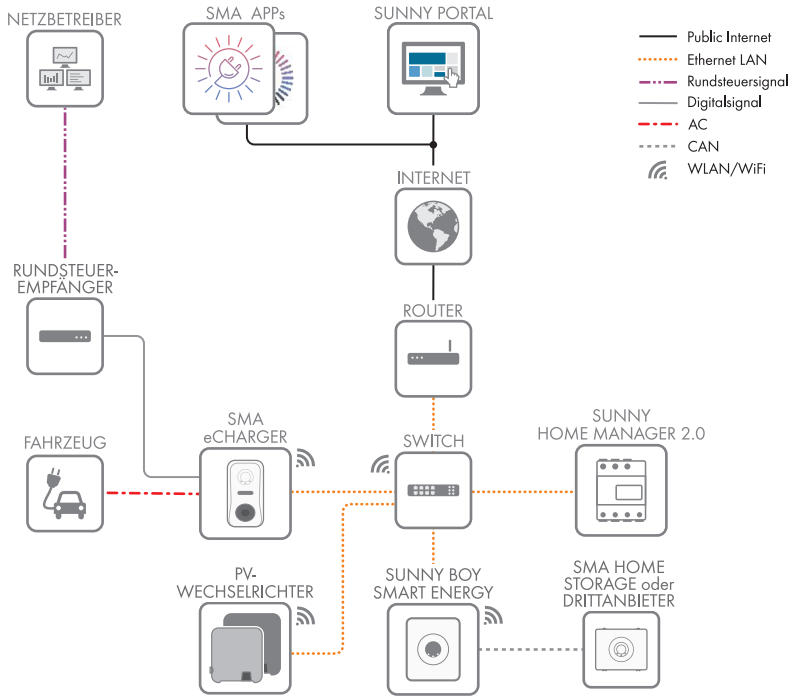 NETZBETREIBER
SMA APPs
SUNNY PORTAL
Public Internet
Ethernet LAN
Rundsteuersignal
Digitalsignal
AC
CAN
WLAN/WiFi
INTERNET
RUNDSTEUER-
EMPFÄNGER
ROUTER
FAHRZEUG
SMA
eCHARGER
SWITCH
SUNNY
HOME MANAGER 2.0
PV-
WECHSELRICHTER
SUNNY BOY
SMART ENERGY
SMA HOME
STORAGE oder
DRITTANBIETER